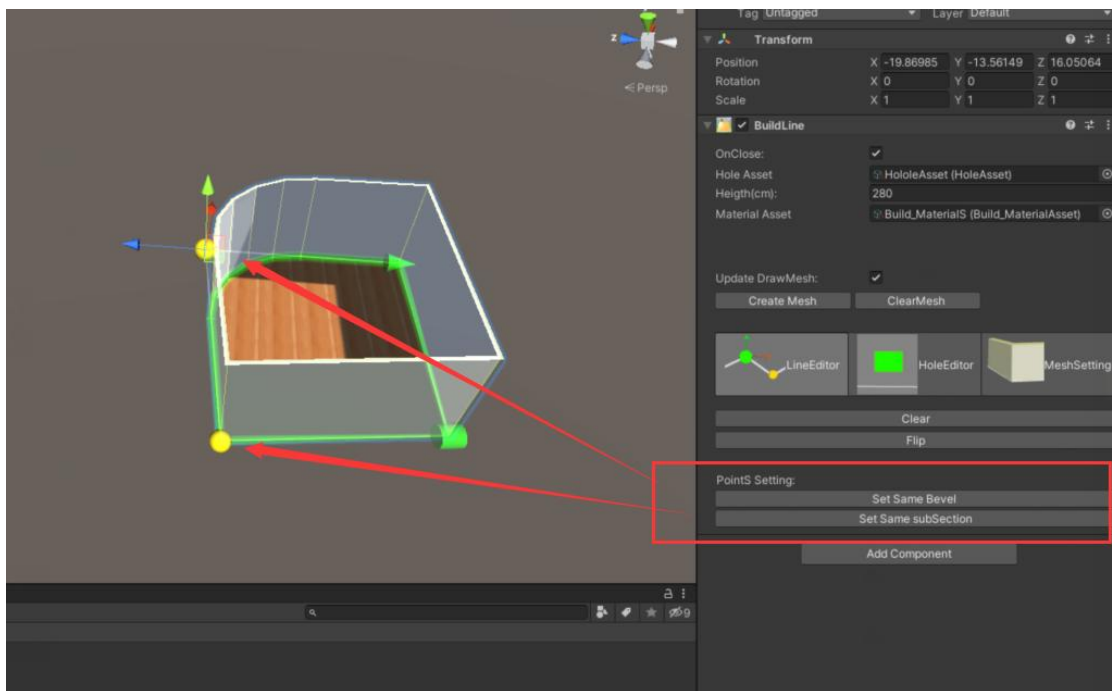 Tag Untagged Layer Default
Transform
Position X -19.86985 Y -13.56149 Z 16.05064
Rotation X 0 Y 0 Z 0
Scale X 1 Y 1 Z 1
z
Persp
BuildLine
OnClose:
Hole Asset HololeAsset (HoleAsset)
Heigth(cm): 280
Material Asset Build_MaterialS (Build_MaterialAsset)
Update DrawMesh:
Create Mesh ClearMesh
LineEditor HoleEditor MeshSetting
Clear
Flip
PointS Setting:
Set Same Bevel
Set Same subSection
Add Component
9